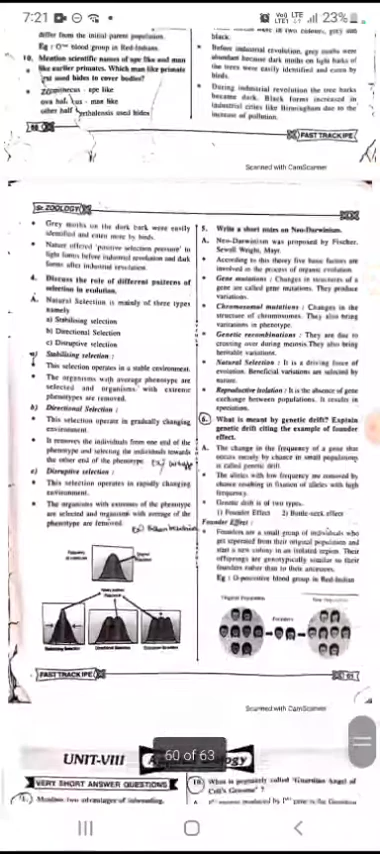 7:21
Vo) LTE
LTE1
23%
differ from the initial parent population.
Eg : O blood group in Red-Indians.
10. Mention scientific names of ape like and man
like earlier primates. Which man like primate
used hides to cover bodies?
- ape like
- man like
other half
used hides
black.
Before industrial revolution, grey moths were
abundant because dark moths on light barks of
the trees were easily identified and eaten by
birds.
During industrial revolution the tree barks
became dark. Black forms increased in
industrial cities like Birmingham due to the
increase of pollution.
FAST TRACK IPE
Scanned with CamScanner
Sr. ZOOLOGY
Grey moths on the dark bark were easily
identified and eaten more by birds.
Nature offered 'positive selection pressure' to
light forms before industrial revolution and dark
forms after industrial revolution.
4. Discuss the role of different patterns of
selection in evolution.
A. Natural Selection is mainly of three types
namely
a) Stabilising selection
b) Directional Selection
c) Disruptive selection
a) Stabilising selection :
This selection operates in a stable environment.
The organisms with average phenotype are
selected and organisms with extreme
phenotypes are removed.
b) Directional Selection :
This selection operates in gradually changing
environment.
It removes the individuals from one end of the
phenotype and selecting the individuals towards
the other end of the phenotype.
c) Disruptive selection :
This selection operates in rapidly changing
environment.
The organisms with extremes of the phenotype
are selected and organisms with average of the
phenotype are removed.
FAST TRACK IPE
5. Write a short notes on Neo-Darwinism.
A. Neo-Darwinism was proposed by Fischer,
Sewall Wright, Mayr.
According to this theory five basic factors are
involved in the process of organic evolution.
Gene mutations : Changes in structures of a
gene are called gene mutations. They produce
variations.
Chromosomal mutations : Changes in the
structure of chromosomes. They also bring
variations in phenotype.
Genetic recombinations : They are due to
crossing over during meiosis. They also bring
heritable variations.
Natural Selection : It is a driving force of
evolution. Beneficial variations are selected by
nature.
Reproductive isolation : It is the absence of gene
exchange between populations. It results in
speciation.
6. What is meant by genetic drift? Explain
genetic drift citing the example of founder
effect.
A. The change in the frequency of a gene that
occurs merely by chance in small populations,
is called genetic drift.
The alleles with low frequency are removed by
chance resulting in fixation of alleles with high
frequency.
Genetic drift is of two types.
1) Founder Effect 2) Bottle-neck effect
Founder Effect :
Founders are a small group of individuals who
get seperated from their original population and
start a new colony in an isolated region. Their
offsprings are genotypically similar to their
founders rather than to their ancestors.
Eg : O-positive blood group in Red-Indian
Scanned with CamScanner
UNIT-VIII
60 of 63
VERY SHORT ANSWER QUESTIONS
1. Mention two advantages of inbreeding.
10. What is popularly called 'Guardian Angel of
Cell's Genome' ?